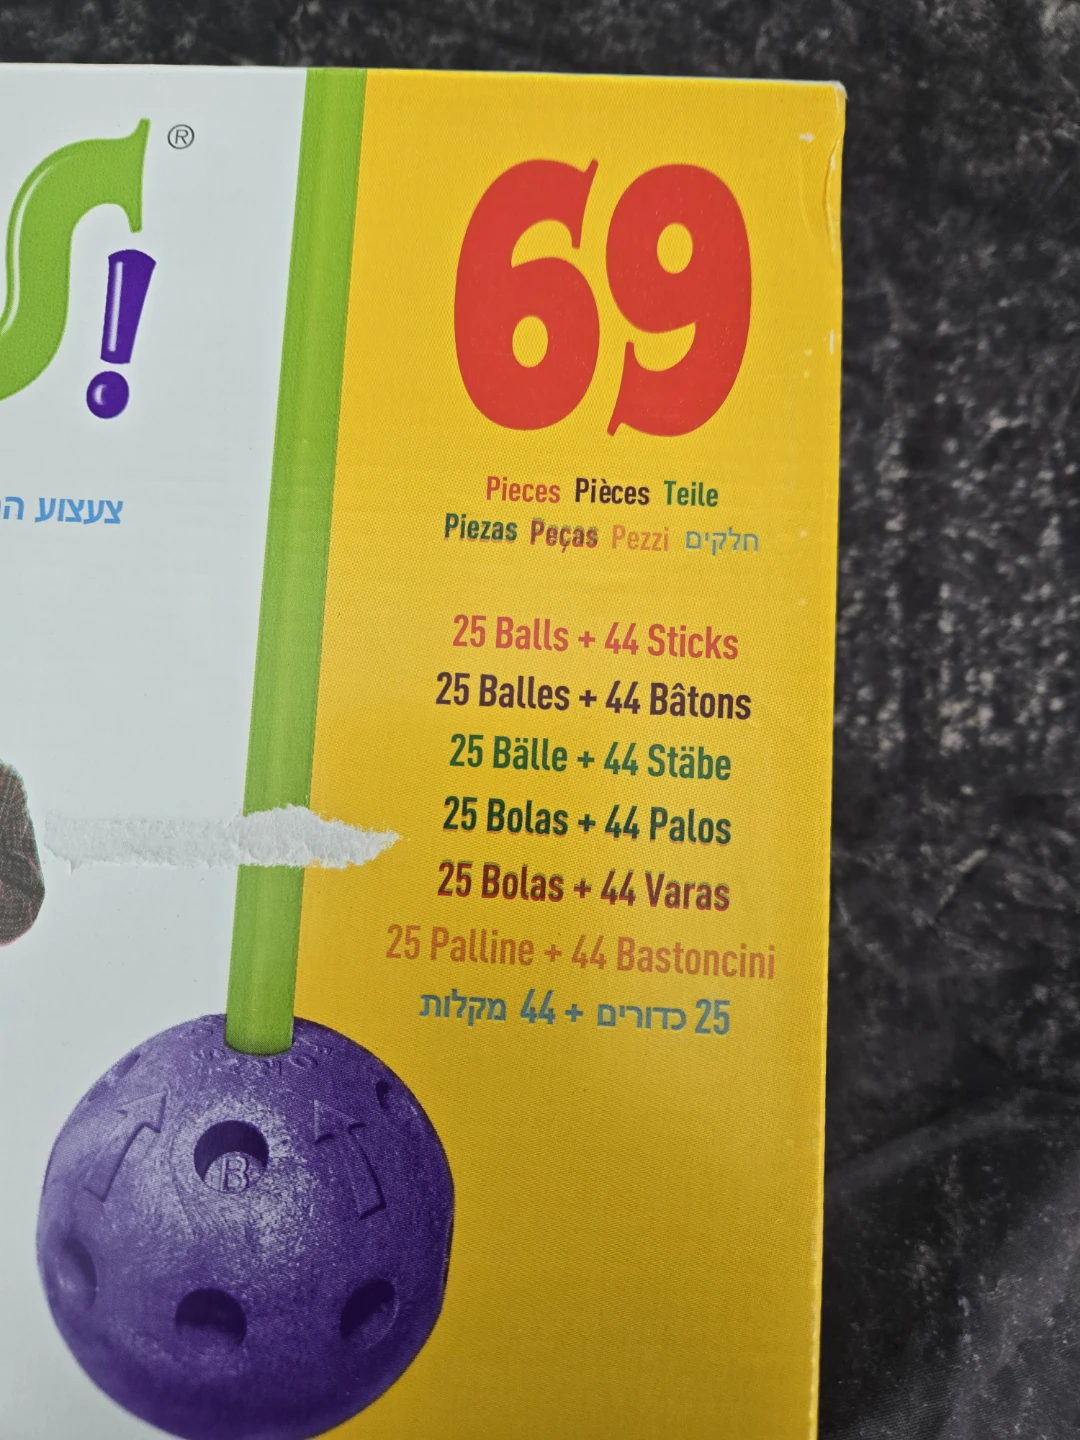 S!®
צעצוע
69
Pieces Pièces Teile
Piezas Peças Pezzi חלקים
25 Balls + 44 Sticks
25 Balles + 44 Bâtons
25 Bälle + 44 Stäbe
25 Bolas + 44 Palos
25 Bolas + 44 Varas
25 Palline + 44 Bastoncini
25 כדורים + 44 מקלות
B